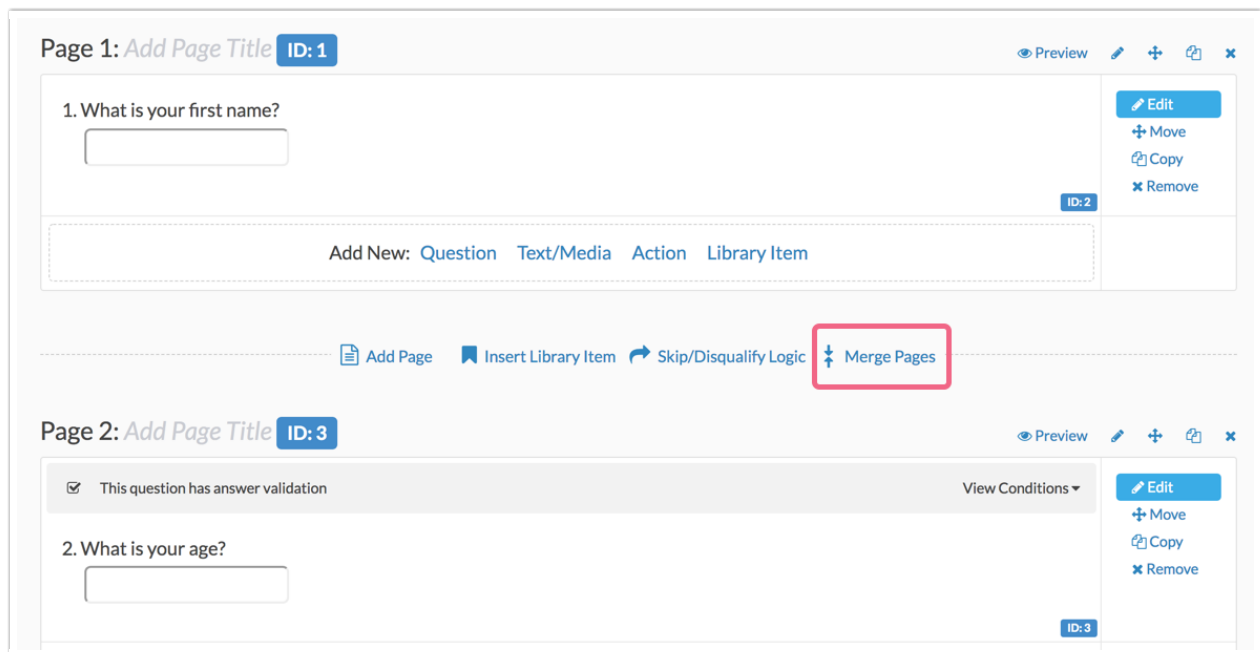 Page 1: Add Page Title ID: 1
Preview
1. What is your first name?
Edit
Move
Copy
Remove
ID: 2
Add New: Question Text/Media Action Library Item
Add Page Insert Library Item Skip/Disqualify Logic Merge Pages
Page 2: Add Page Title ID: 3
Preview
This question has answer validation View Conditions
Edit
Move
Copy
Remove
2. What is your age?
ID: 3